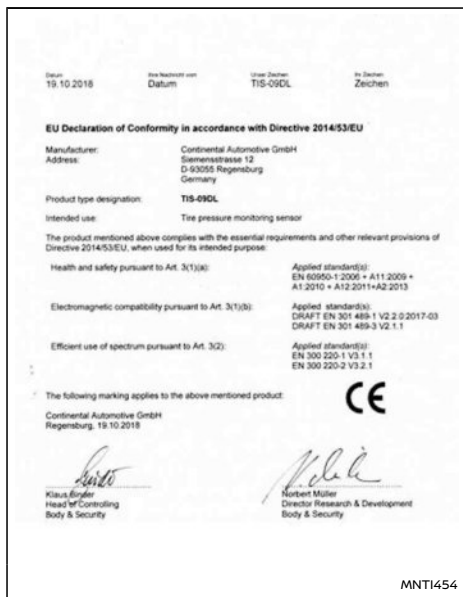 Datum
19.10.2018
Ihre Nachricht vom
Datum
Unser Zeichen
TIS-09DL
Ihr Zeichen
Zeichen
EU Declaration of Conformity in accordance with Directive 2014/53/EU
Manufacturer: Continental Automotive GmbH
Address: Siemensstrasse 12
D-93055 Regensburg
Germany
Product type designation: TIS-09DL
Intended use: Tire pressure monitoring sensor
The product mentioned above complies with the essential requirements and other relevant provisions of
Directive 2014/53/EU, when used for its intended purpose:
Health and safety pursuant to Art. 3(1)(a): Applied standard(s):
EN 60950-1:2006 + A11:2009 +
A1:2010 + A12:2011+A2:2013
Electromagnetic compatibility pursuant to Art. 3(1)(b): Applied standard(s):
DRAFT EN 301 489-1 V2.2.0:2017-03
DRAFT EN 301 489-3 V2.1.1
Efficient use of spectrum pursuant to Art. 3(2): Applied standard(s):
EN 300 220-1 V3.1.1
EN 300 220-2 V3.2.1
The following marking applies to the above mentioned product:
CE
Continental Automotive GmbH
Regensburg, 19.10.2018
Klaus Binder
Head of Controlling
Body & Security
Norbert Müller
Director Research & Development
Body & Security
MNTI454